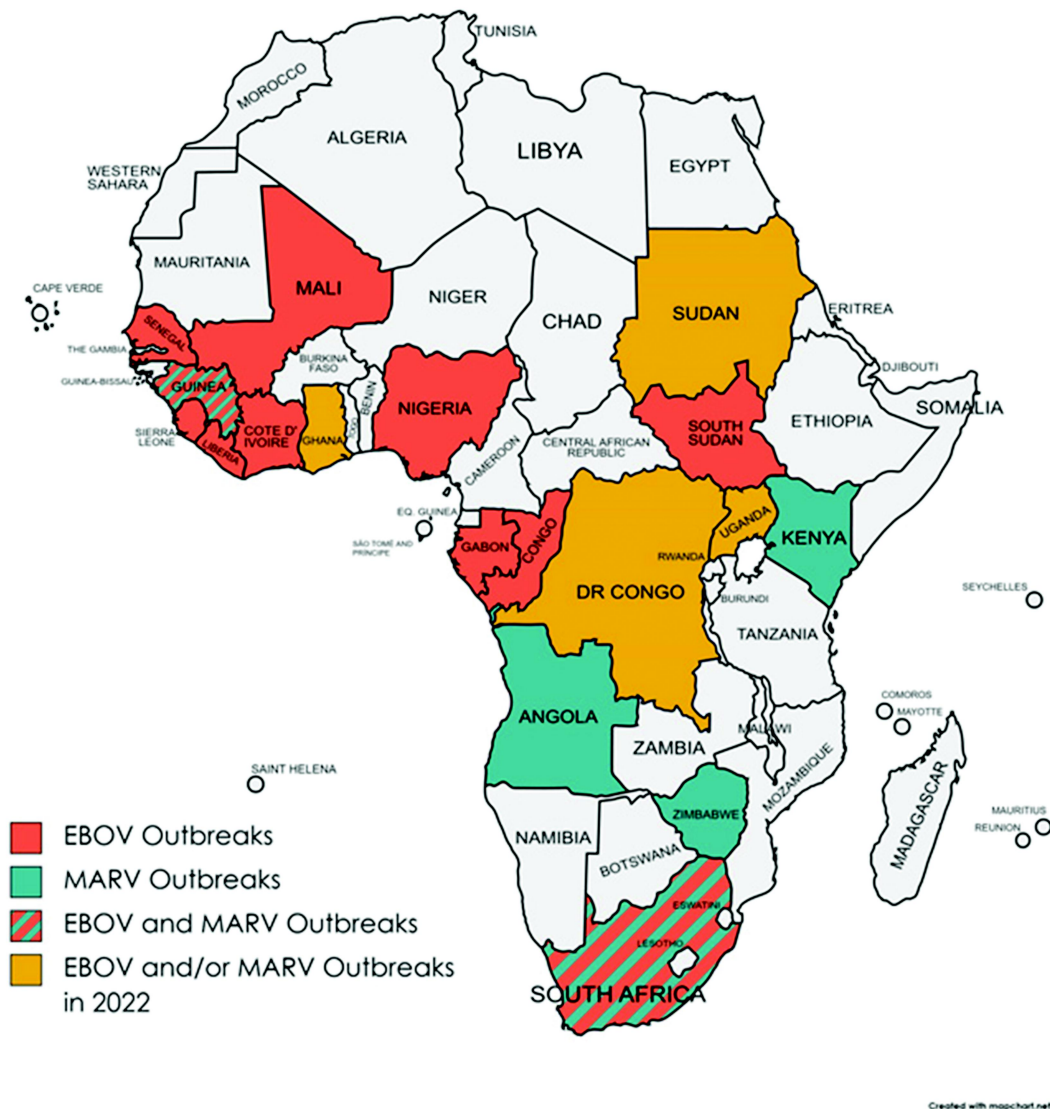 TUNISIA
MOROCCO
ALGERIA
LIBYA
EGYPT
WESTERN
SAHARA
MAURITANIA
MALI
NIGER
CHAD
SUDAN
ERITREA
CAPE VERDE
SENEGAL
THE GAMBIA
GUINEA-BISSAU
GUINEA
BURKINA
FASO
BENIN
TOGO
NIGERIA
DJIBOUTI
SOMALIA
ETHIOPIA
SOUTH
SUDAN
CENTRAL AFRICAN
REPUBLIC
CAMEROON
SIERRA
LEONE
LIBERIA
COTE D'
IVOIRE
GHANA
EQ. GUINEA
SÃO TOMÉ AND
PRÍNCIPE
GABON
CONGO
DR CONGO
UGANDA
KENYA
RWANDA
BURUNDI
TANZANIA
SEYCHELLES
COMOROS
MAYOTTE
ANGOLA
ZAMBIA
MALAWI
MOZAMBIQUE
MADAGASCAR
MAURITIUS
REUNION
SAINT HELENA
NAMIBIA
BOTSWANA
ZIMBABWE
ESWATINI
LESOTHO
SOUTH AFRICA
EBOV Outbreaks
MARV Outbreaks
EBOV and MARV Outbreaks
EBOV and/or MARV Outbreaks
in 2022
Created with mapchart.net